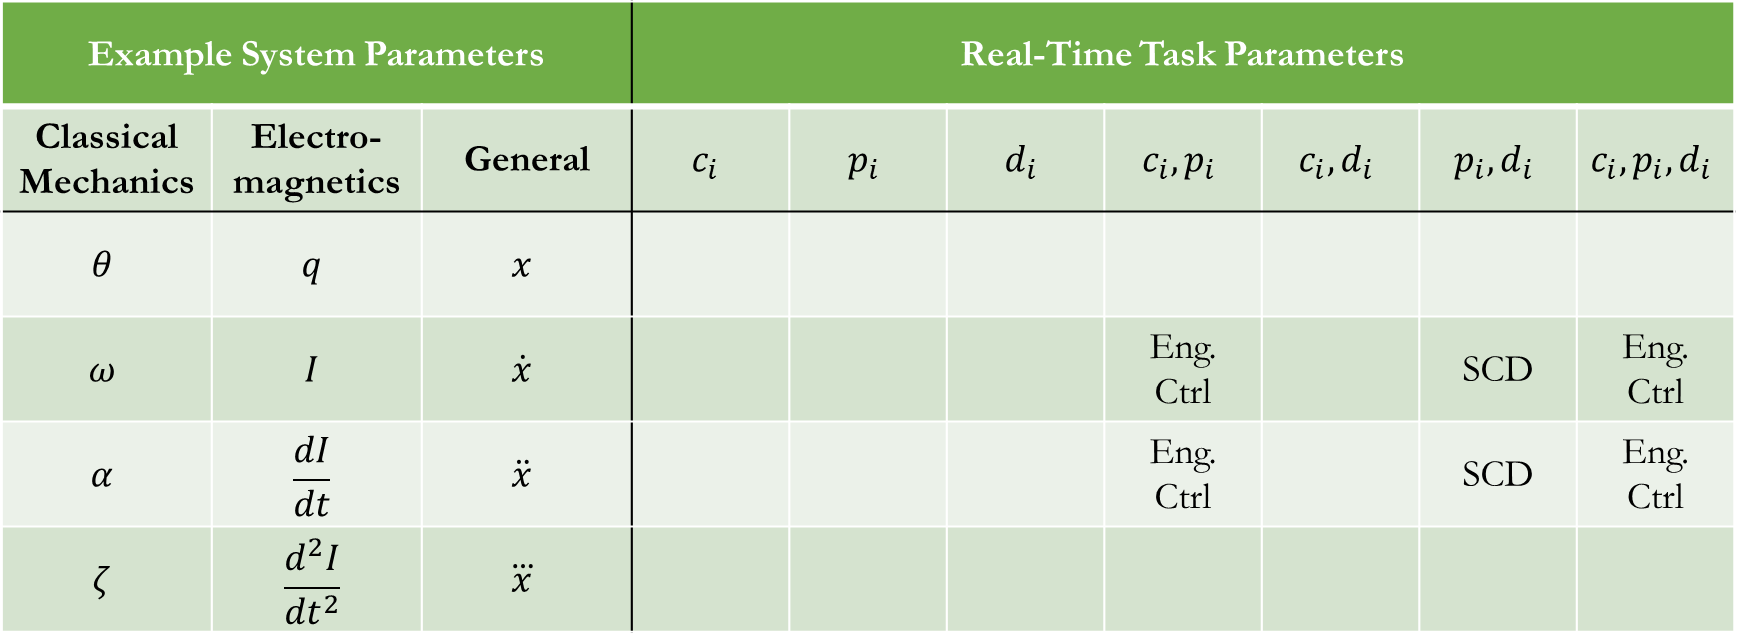 Example System Parameters
Real-Time Task Parameters
Classical
Mechanics
Electro-
magnetics
General
c_i
p_i
d_i
c_i, p_i
c_i, d_i
p_i, d_i
c_i, p_i, d_i
θ
q
x
ω
I
ẋ
Eng.
Ctrl
SCD
Eng.
Ctrl
α
dI
dt
ẍ
Eng.
Ctrl
SCD
Eng.
Ctrl
ζ
d²I
dt²
x⃛